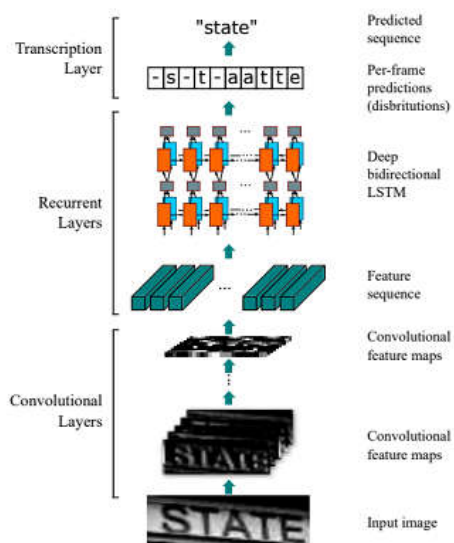 "state"
Transcription
Layer
Predicted
sequence
-s-t-aatte
Per-frame
predictions
(disbritutions)
Recurrent
Layers
...
...
Deep
bidirectional
LSTM
...
Feature
sequence
Convolutional
Layers
Convolutional
feature maps
...
STATE
Convolutional
feature maps
STATE
Input image